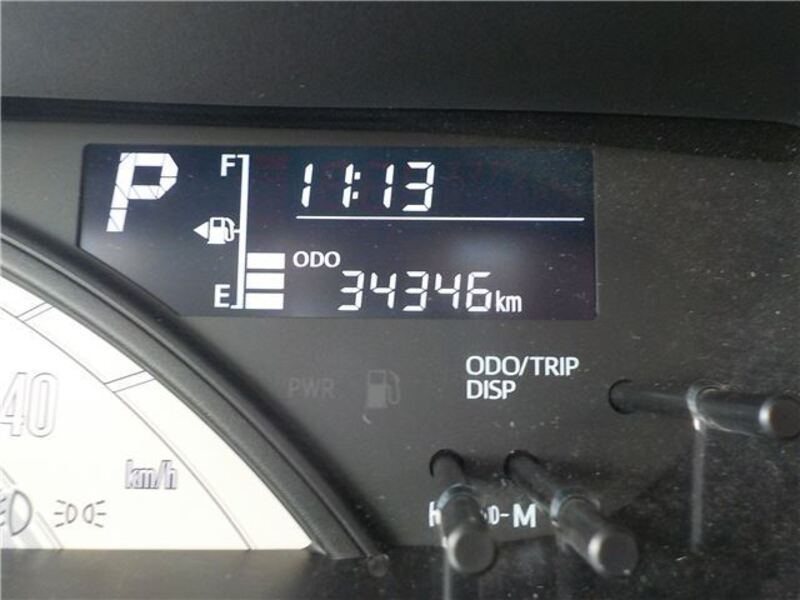 P
F
11:13
ODO
E
34346km
ODO/TRIP
DISP
PWR
40
km/h
-M